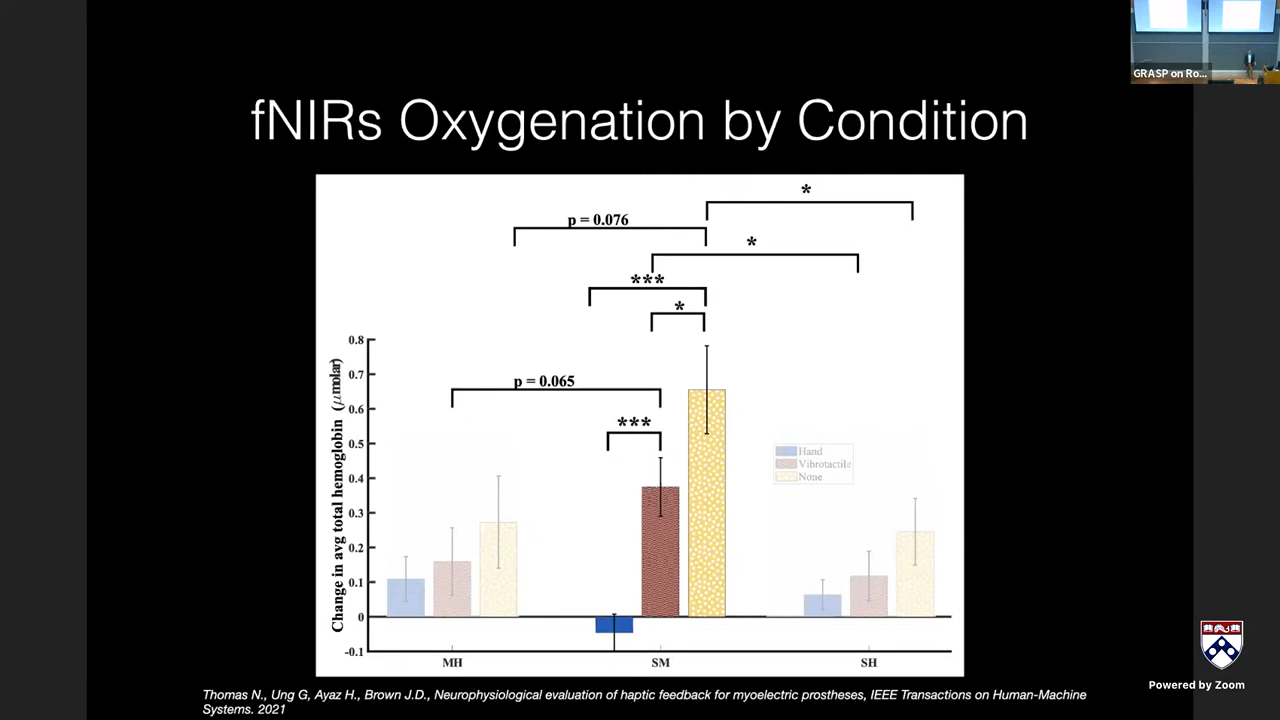 GRASP on Ro...
fNIRs Oxygenation by Condition
*
p = 0.076
*
***
*
p = 0.065
***
Change in avg total hemoglobin (μmolar)
0.8
0.7
0.6
0.5
0.4
0.3
0.2
0.1
0
-0.1
Hand
Vibrotactile
None
MH
SM
SH
Thomas N., Ung G, Ayaz H., Brown J.D., Neurophysiological evaluation of haptic feedback for myoelectric prostheses, IEEE Transactions on Human-Machine
Systems. 2021
Powered by Zoom